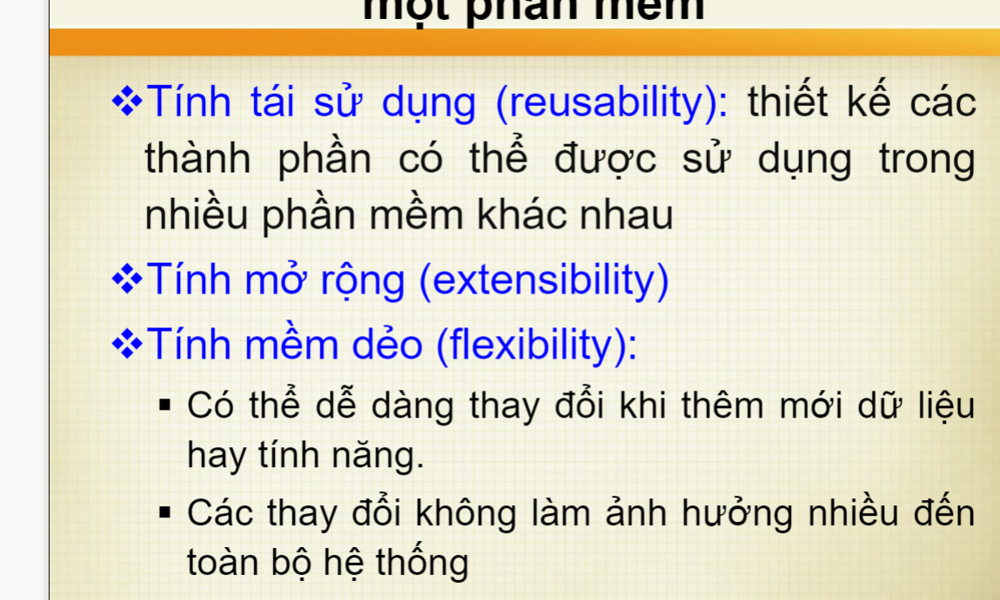 một phần mềm
❖Tính tái sử dụng (reusability): thiết kế các
thành phần có thể được sử dụng trong
nhiều phần mềm khác nhau
❖Tính mở rộng (extensibility)
❖Tính mềm dẻo (flexibility):
▪ Có thể dễ dàng thay đổi khi thêm mới dữ liệu
hay tính năng.
▪ Các thay đổi không làm ảnh hưởng nhiều đến
toàn bộ hệ thống